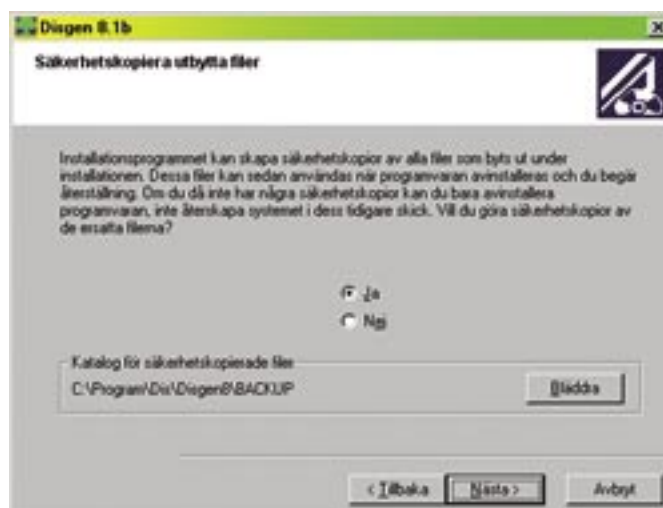 Disgen 8.1b
Säkerhetskopiera utbytta filer
Installationsprogrammet kan skapa säkerhetskopior av alla filer som byts ut under
installationen. Dessa filer kan sedan användas när programvaran avinstalleras och du begär
återställning. Om du då inte har några säkerhetskopior kan du bara avinstallera
programvaran, inte återskapa systemet i dess tidigare skick. Vill du göra säkerhetskopior av
de ersatta filerna?
Ja
Nej
Katalog för säkerhetskopierade filer
C:\Program\Dis\Disgen8\BACKUP
Bläddra
< Tillbaka
Nästa >
Avbryt